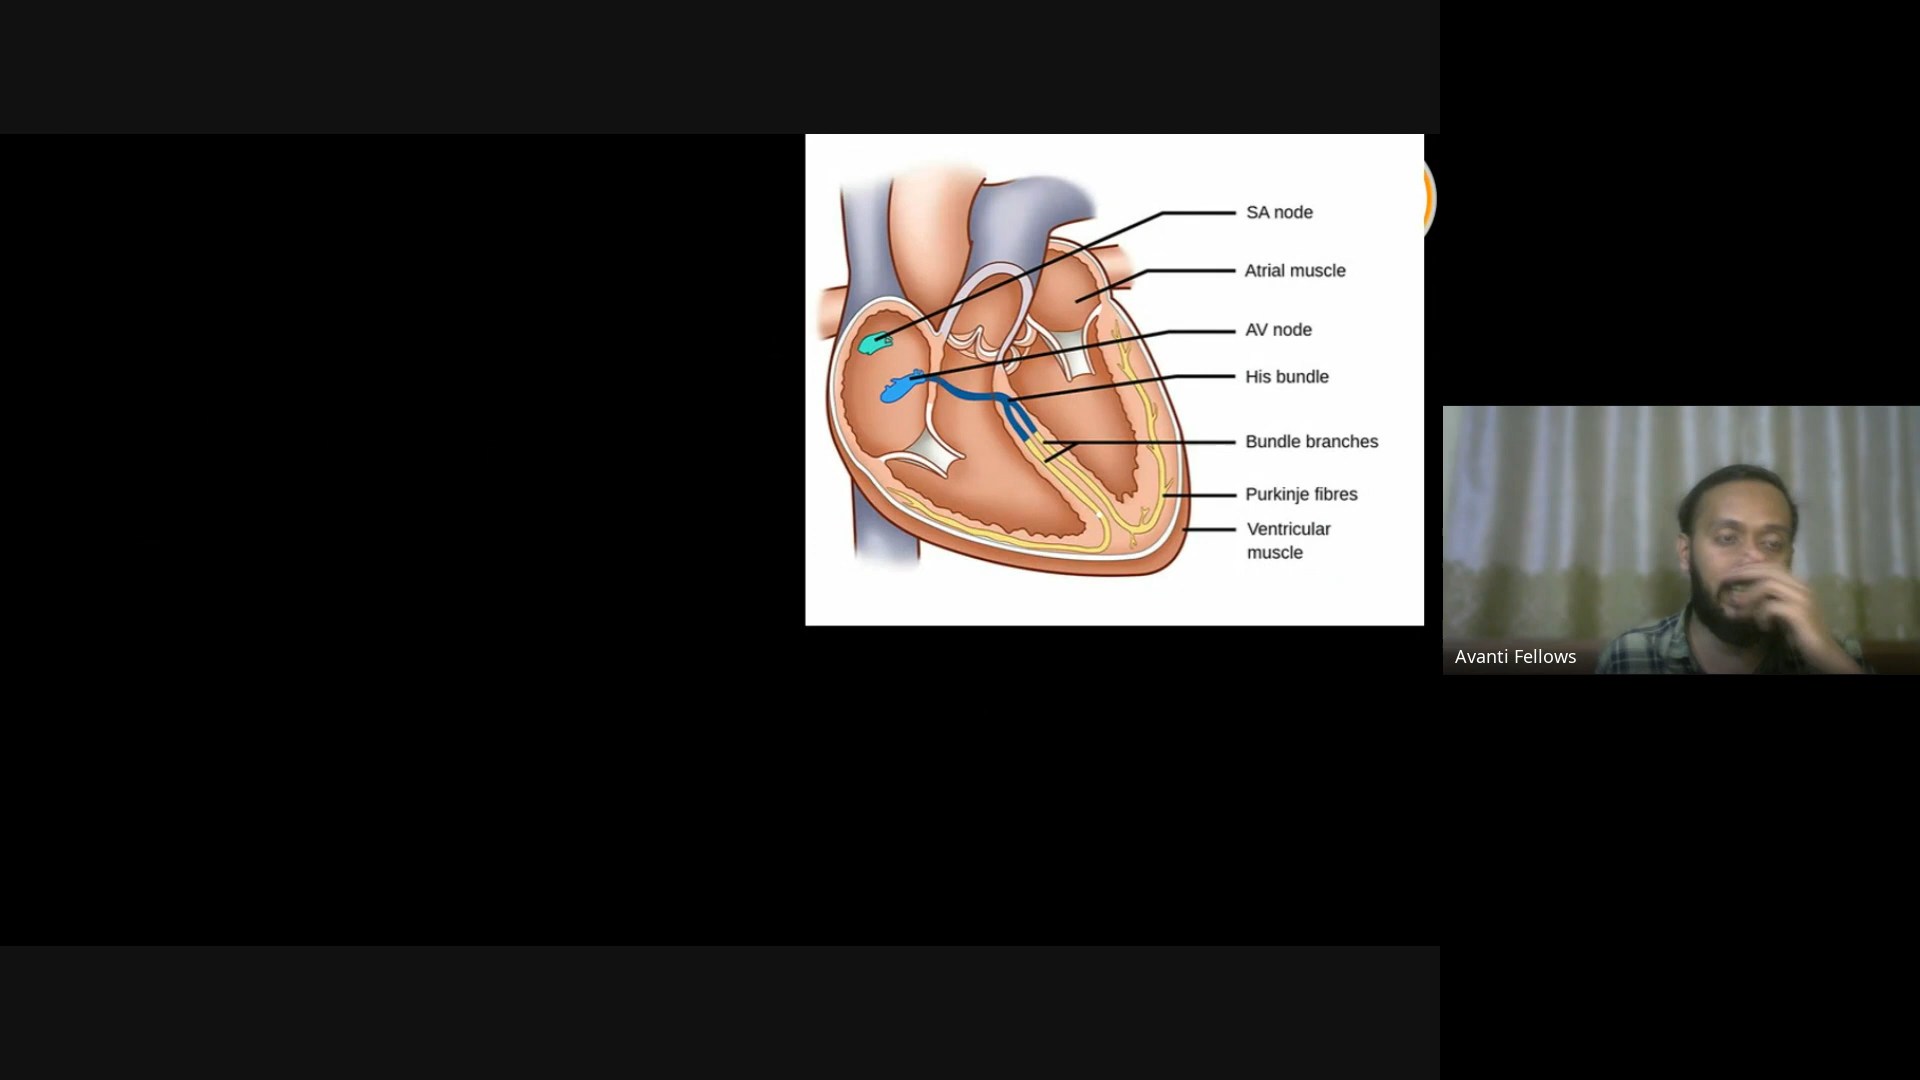 SA node
Atrial muscle
AV node
His bundle
Bundle branches
Purkinje fibres
Ventricular
muscle
Avanti Fellows